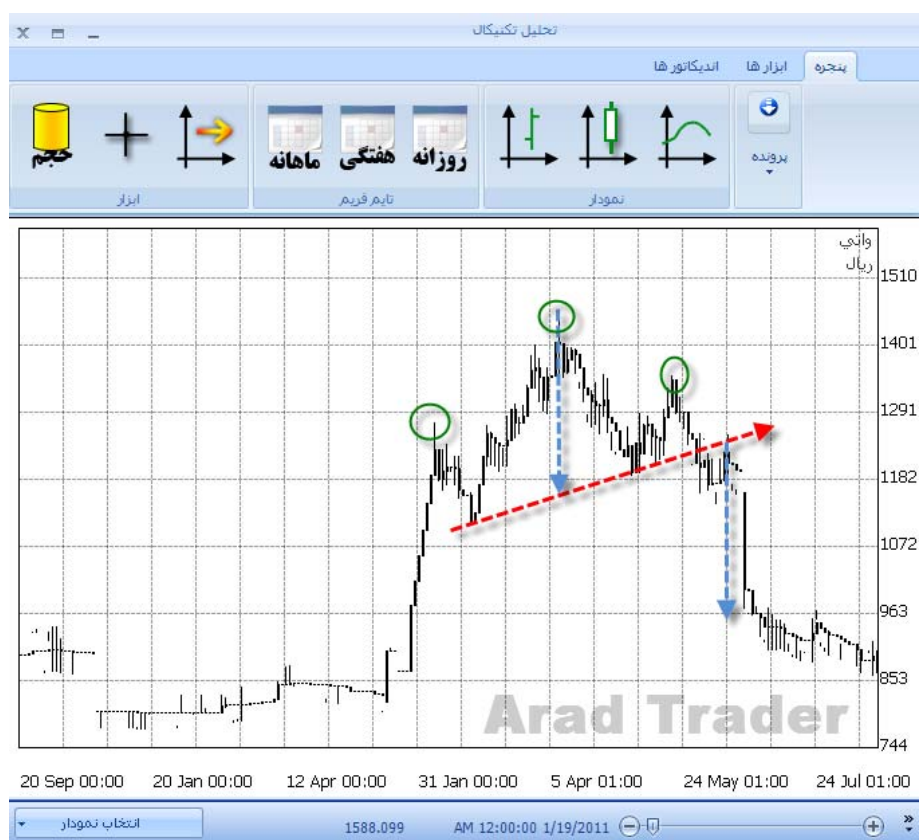 تحلیل تکنیکال
پنجره ابزار ها اندیکاتور ها
پرونده
روزانه هفتگی ماهانه
حجم
نمودار
تایم فریم
ابزار
واتي
ریال
1510
1401
1291
1182
1072
963
853
744
Arad Trader
20 Sep 00:00 20 Jan 00:00 12 Apr 00:00 31 Jan 00:00 5 Apr 01:00 24 May 01:00 24 Jul 01:00
انتخاب نمودار 1588.099 AM 12:00:00 1/19/2011